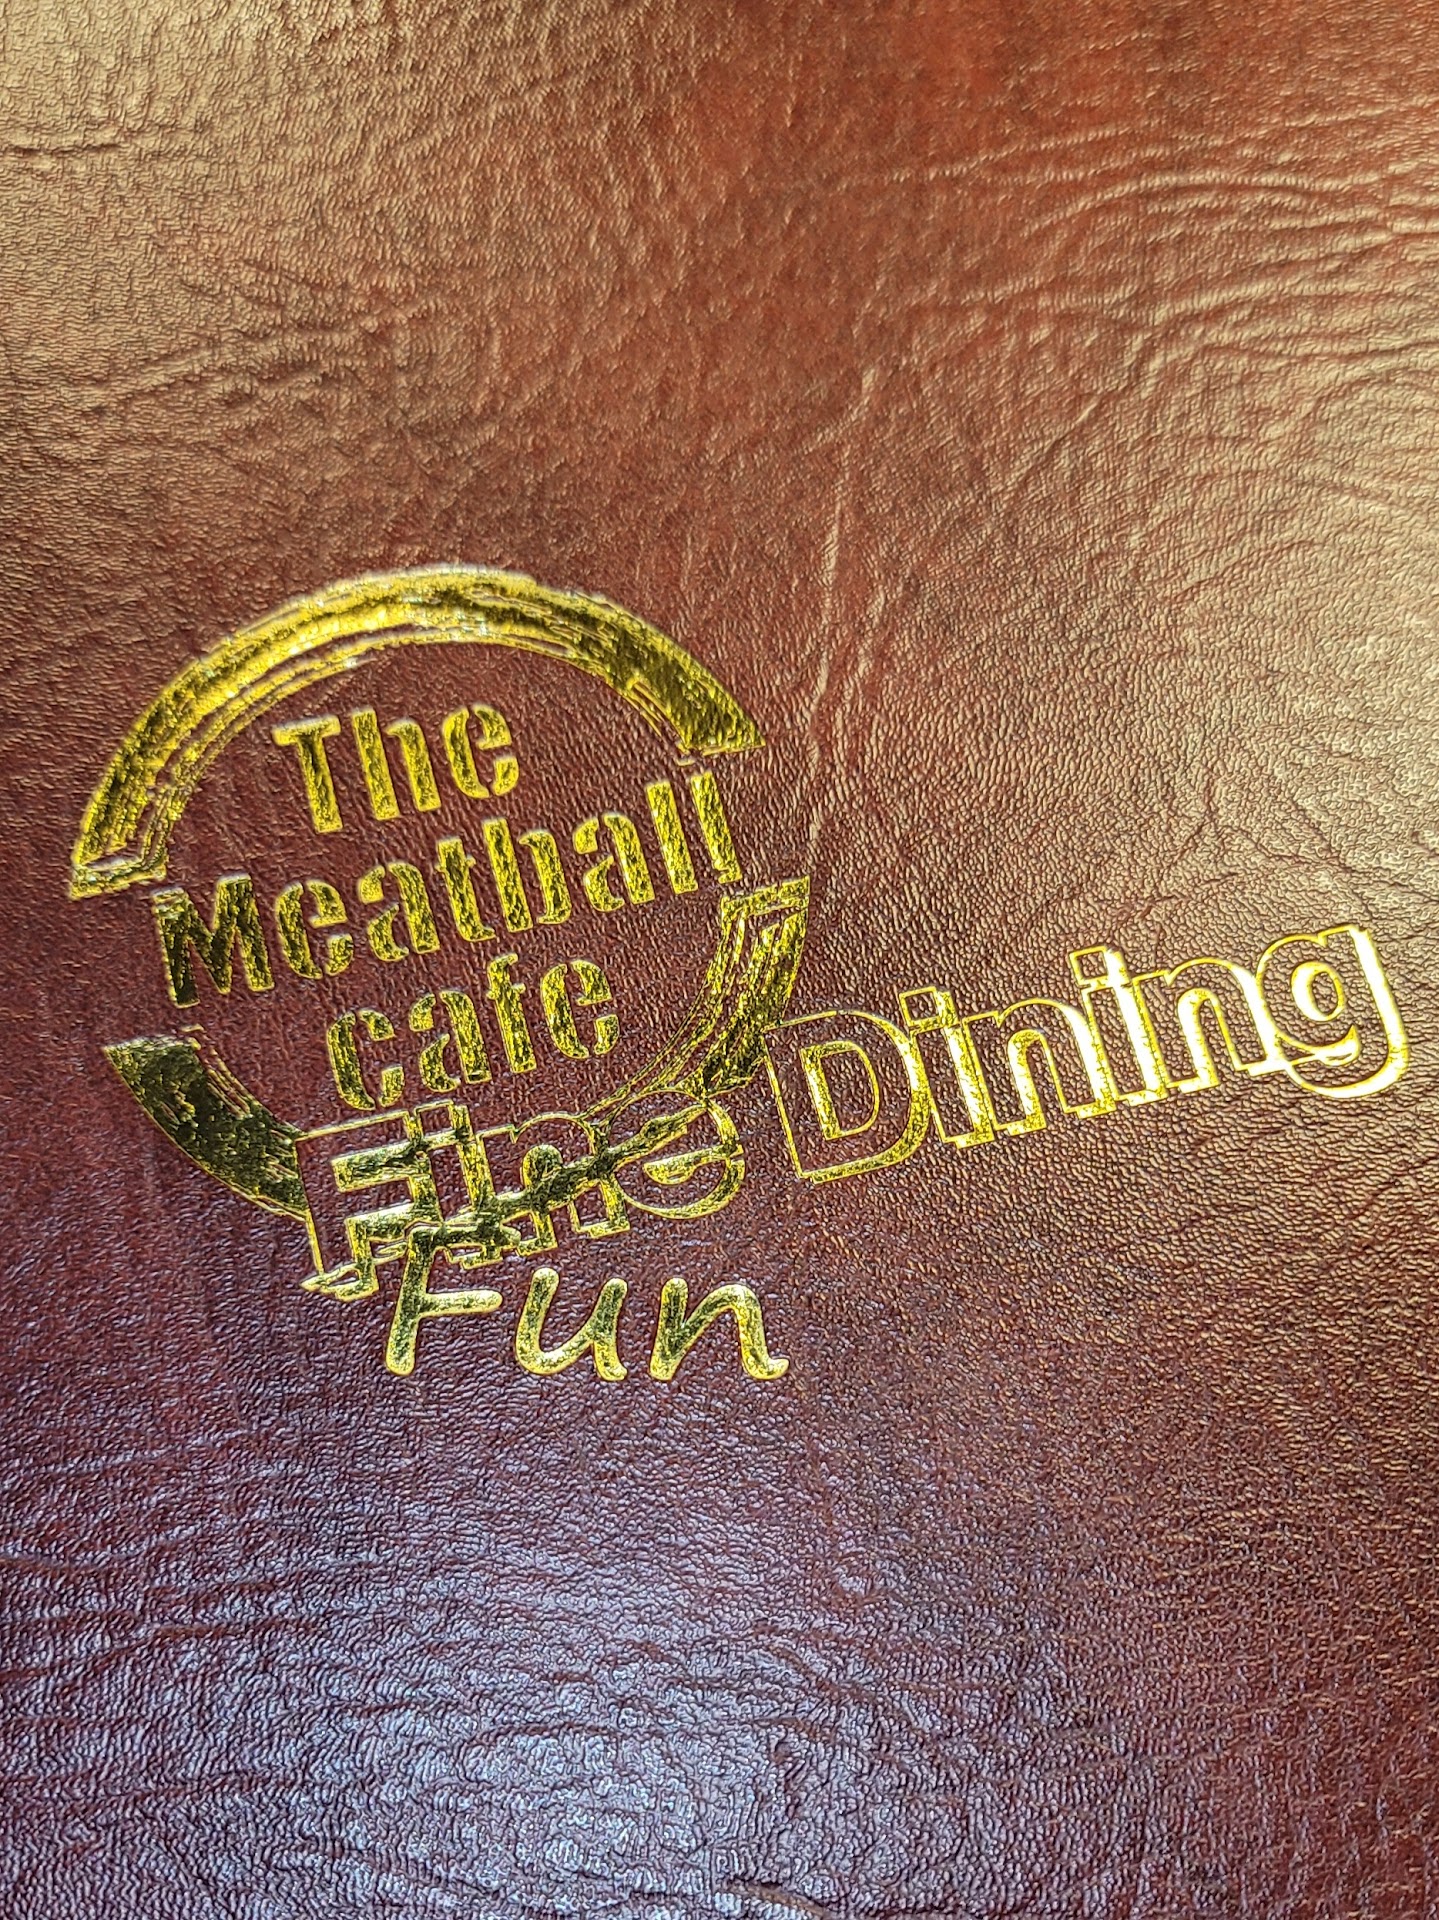 The
Meatball
cafe
Fine Dining
Fun